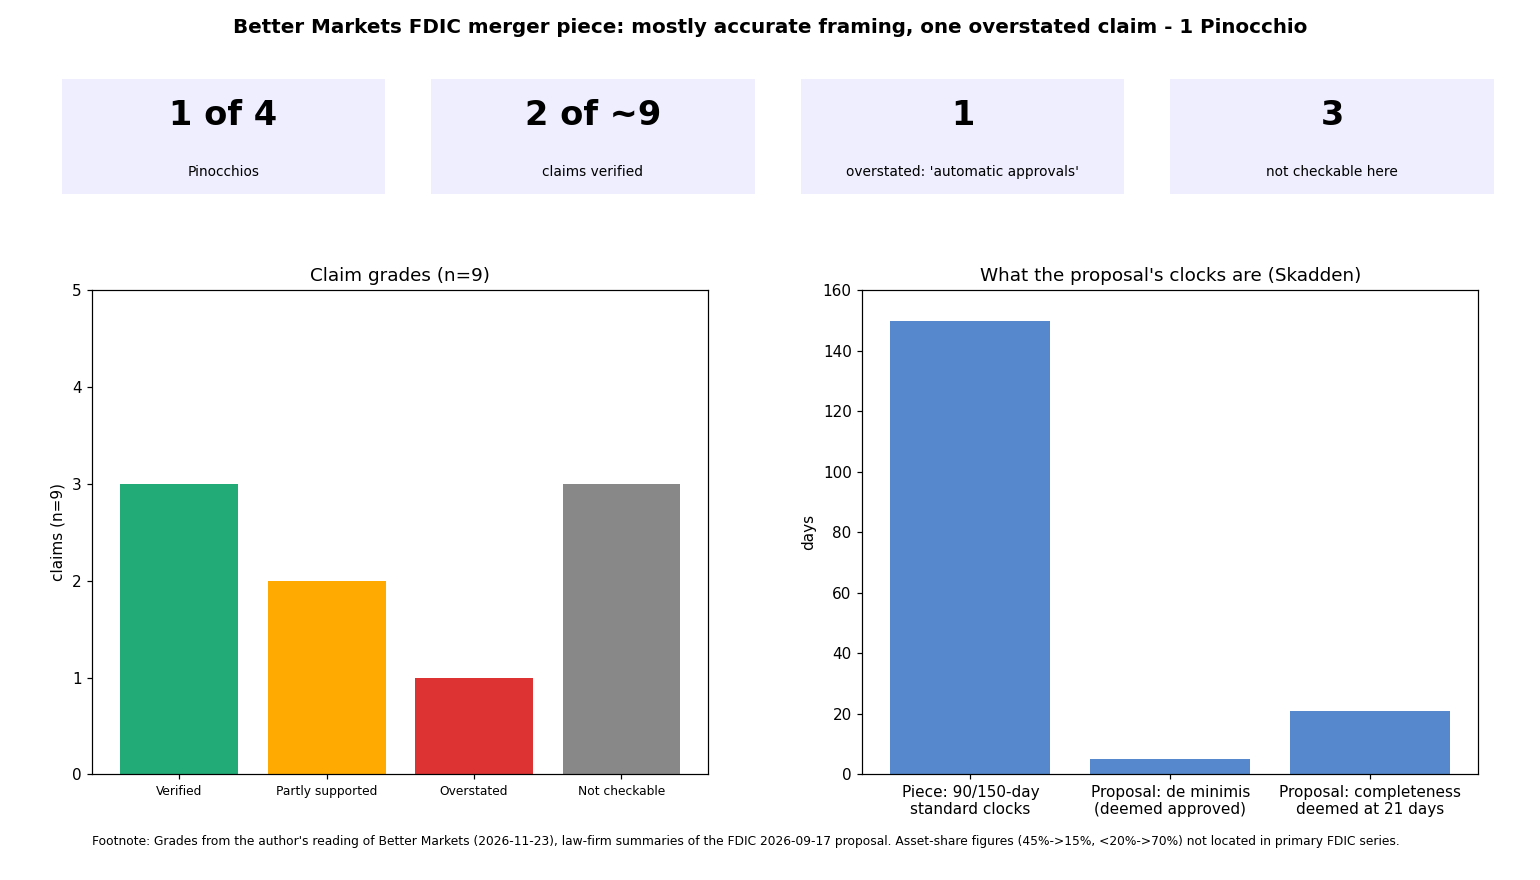 Better Markets FDIC merger piece: mostly accurate framing, one overstated claim - 1 Pinocchio
1 of 4
Pinocchios
2 of ~9
claims verified
1
overstated: 'automatic approvals'
3
not checkable here
Claim grades (n=9)
5
4
3
2
1
0
claims (n=9)
Verified
Partly supported
Overstated
Not checkable
What the proposal's clocks are (Skadden)
160
140
120
100
80
60
40
20
0
days
Piece: 90/150-day
standard clocks
Proposal: de minimis
(deemed approved)
Proposal: completeness
deemed at 21 days
Footnote: Grades from the author's reading of Better Markets (2026-11-23), law-firm summaries of the FDIC 2026-09-17 proposal. Asset-share figures (45%->15%, <20%->70%) not located in primary FDIC series.